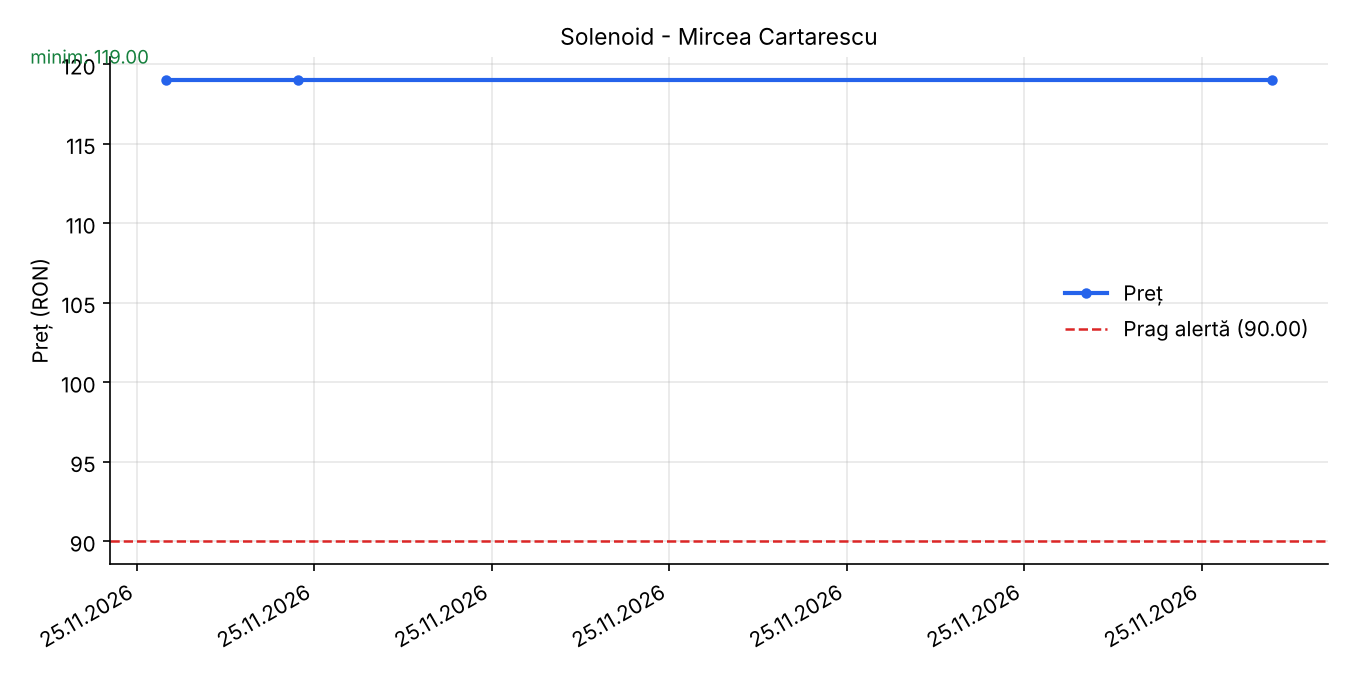 Solenoid - Mircea Cartarescu
minim: 119.00
120
115
110
105
100
95
90
Preț (RON)
Preț
Prag alertă (90.00)
25.11.2026
25.11.2026
25.11.2026
25.11.2026
25.11.2026
25.11.2026
25.11.2026